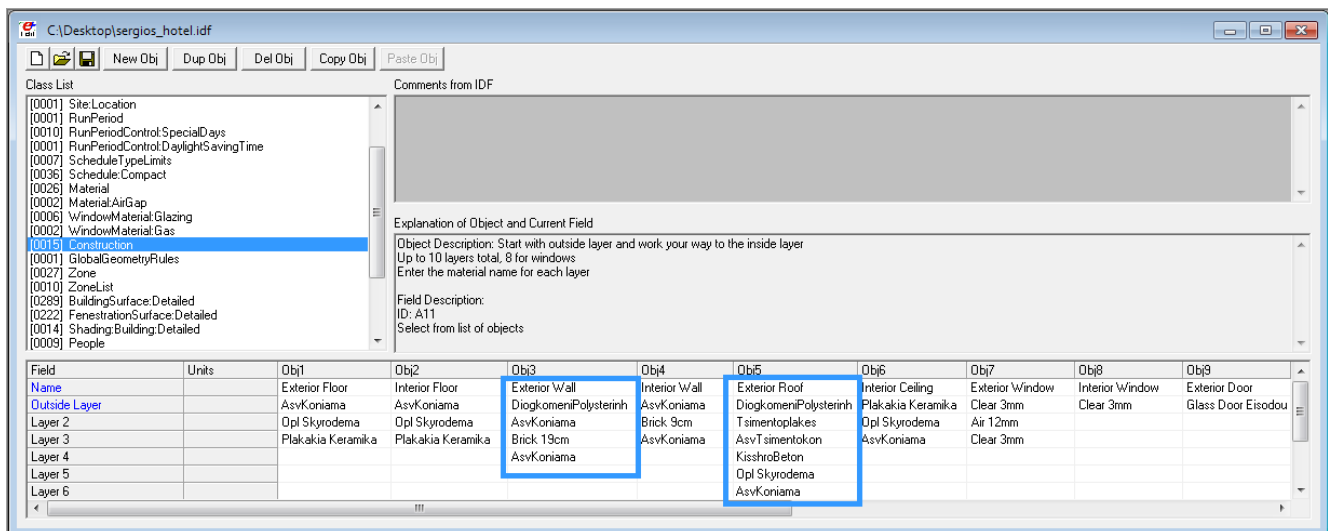 C:\Desktop\sergios_hotel.idf
New Obj Dup Obj Del Obj Copy Obj Paste Obj
Class List
[0001] Site:Location
[0001] RunPeriod
[0010] RunPeriodControl:SpecialDays
[0001] RunPeriodControl:DaylightSavingTime
[0007] ScheduleTypeLimits
[0036] Schedule:Compact
[0026] Material
[0002] Material:AirGap
[0006] WindowMaterial:Glazing
[0002] WindowMaterial:Gas
[0015] Construction
[0001] GlobalGeometryRules
[0027] Zone
[0010] ZoneList
[0289] BuildingSurface:Detailed
[0222] FenestrationSurface:Detailed
[0014] Shading:Building:Detailed
[0009] People
Comments from IDF
Explanation of Object and Current Field
Object Description: Start with outside layer and work your way to the inside layer
Up to 10 layers total, 8 for windows
Enter the material name for each layer
Field Description:
ID: A11
Select from list of objects
Field Units Obj1 Obj2 Obj3 Obj4 Obj5 Obj6 Obj7 Obj8 Obj9
Name Exterior Floor Interior Floor Exterior Wall Interior Wall Exterior Roof Interior Ceiling Exterior Window Interior Window Exterior Door
Outside Layer AsvKoniama AsvKoniama DiogkomeniPolysterinh AsvKoniama DiogkomeniPolysterinh Plakakia Keramika Clear 3mm Clear 3mm Glass Door Eisodou
Layer 2 Opl Skyrodema Opl Skyrodema AsvKoniama Brick 9cm Tsimentoplakes Opl Skyrodema Air 12mm
Layer 3 Plakakia Keramika Plakakia Keramika Brick 19cm AsvKoniama AsvTsimentokon AsvKoniama Clear 3mm
Layer 4 AsvKoniama KisshroBeton
Layer 5 Opl Skyrodema
Layer 6 AsvKoniama